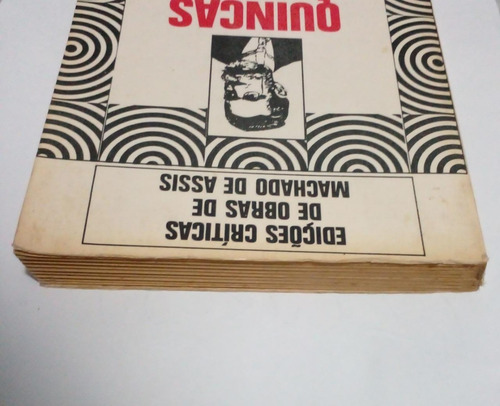 EDIÇÕES CRÍTICAS
DE OBRAS DE
MACHADO DE ASSIS
QUINCAS